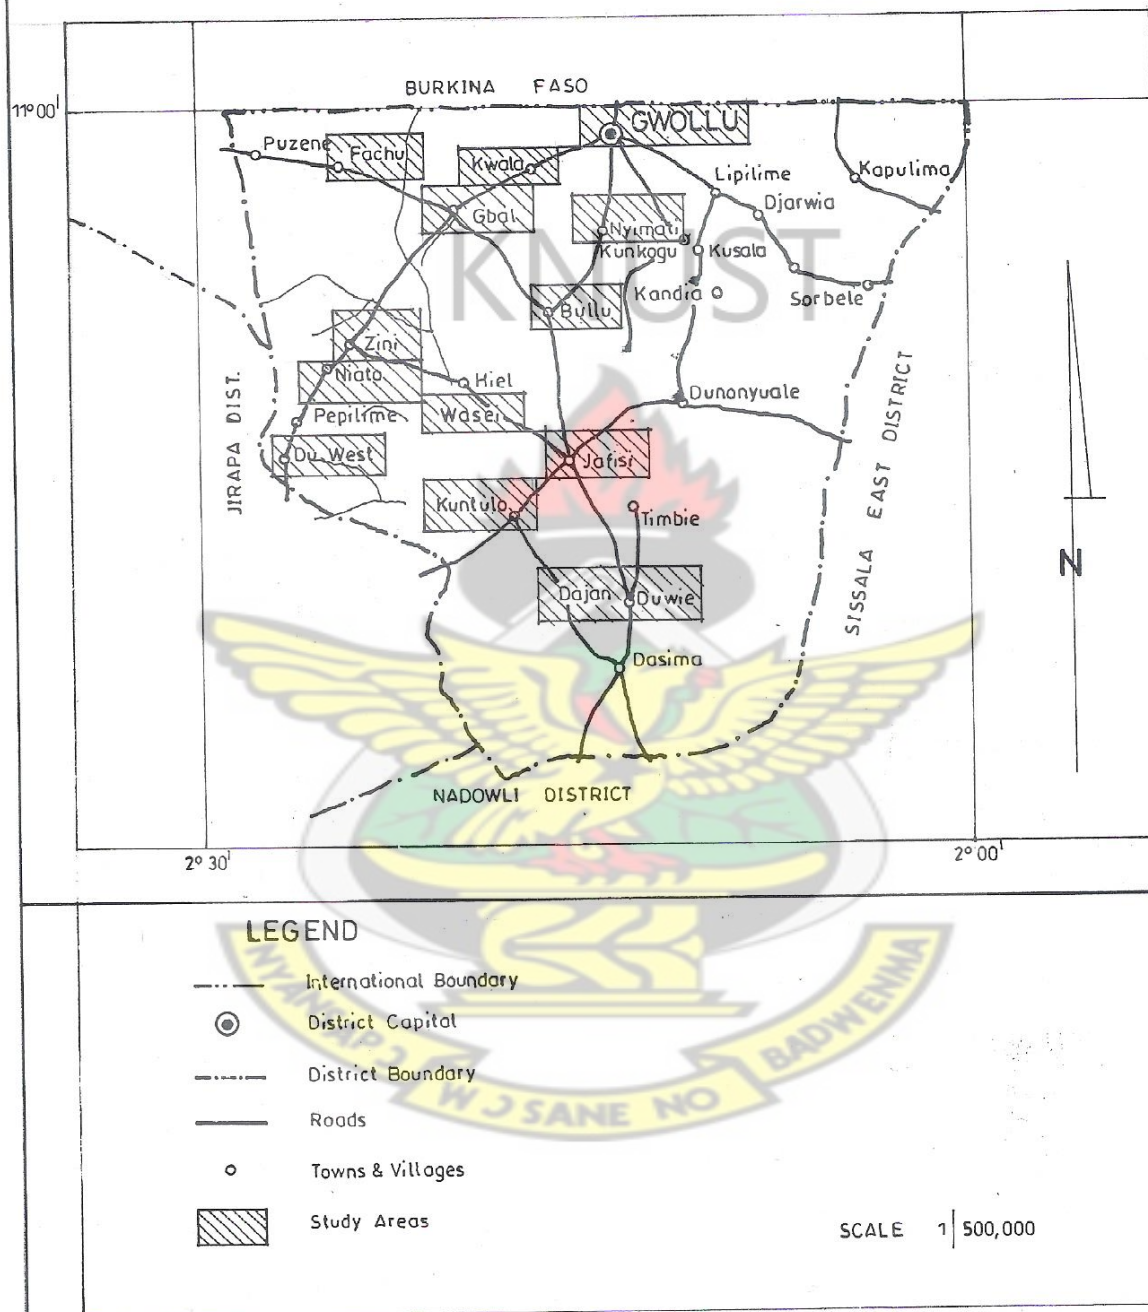 BURKINA FASO
11°00'
GWOLLU
Puzene
Fachu
Kwala
Lipilime
Kapulima
Djarwia
Gbal
Nyimati
Kunkogu
Kusala
KNUST
Kandia
Sorbele
Bullu
Zini
Niato
Kiel
Dunonyuale
JIRAPA DIST.
Pepilime
Wasei
SISSALA EAST DISTRICT
Du West
Jafisi
Kuntulo
Timbie
N
Dajan
Duwie
Dasima
NADOWLI DISTRICT
2° 30'
2° 00'
LEGEND
International Boundary
District Capital
District Boundary
Roads
Towns & Villages
Study Areas
SCALE 1|500,000
NYANSAPƆ WƆSANE NO BADWENMA